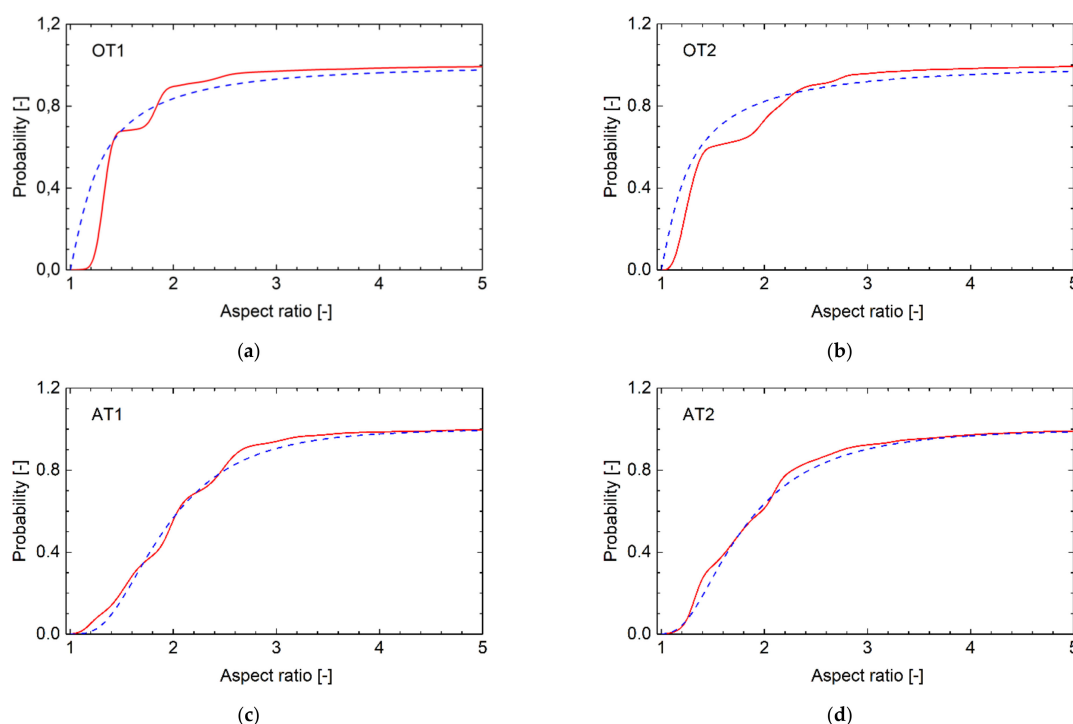 1,2
OT1
0,8
Probability [-]
0,4
0,0
1 2 3 4 5
Aspect ratio [-]
(a)
1.2
OT2
0.8
Probability [-]
0.4
0.0
1 2 3 4 5
Aspect ratio [-]
(b)
1.2
AT1
0.8
Probability [-]
0.4
0.0
1 2 3 4 5
Aspect ratio [-]
(c)
1.2
AT2
0.8
Probability [-]
0.4
0.0
1 2 3 4 5
Aspect ratio [-]
(d)